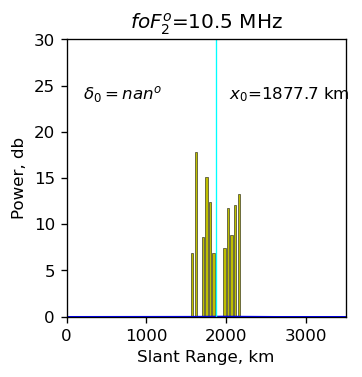 foF₂ᵒ=10.5 MHz
30
25
20
15
10
5
0
δ₀ = nanᵒ
x₀=1877.7 km
Power, db
0 1000 2000 3000
Slant Range, km